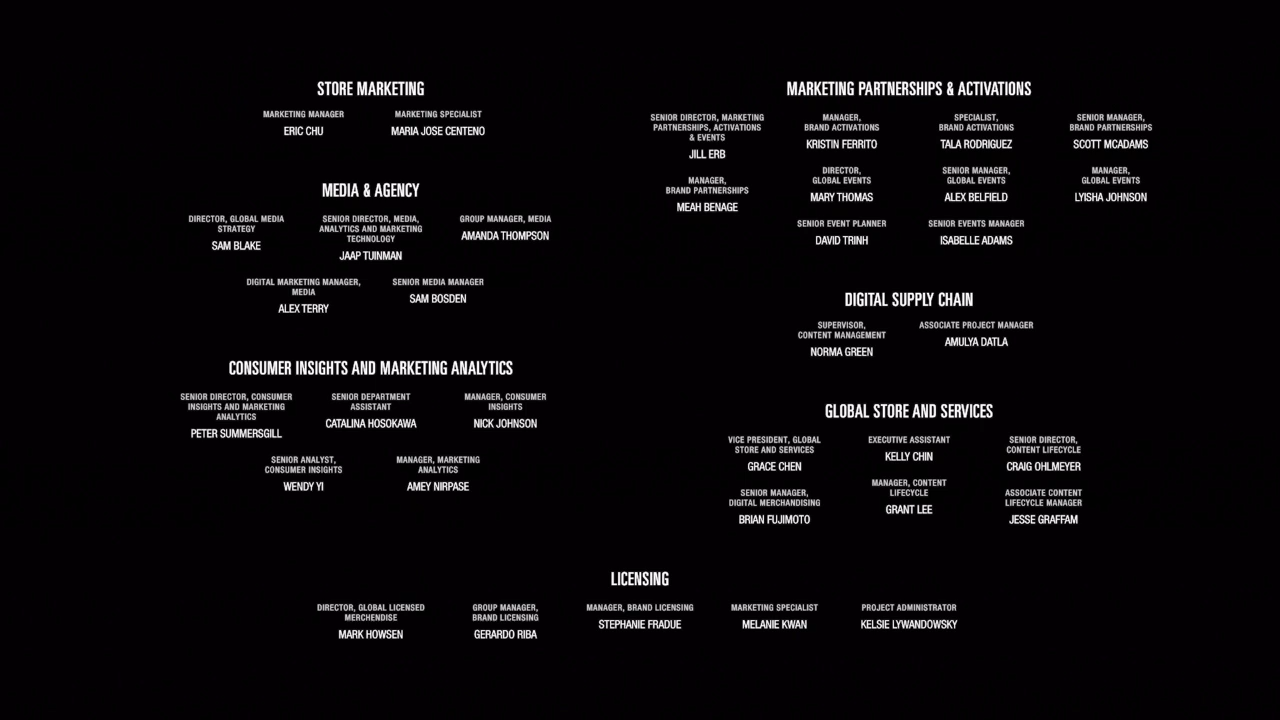 STORE MARKETING
MARKETING MANAGER
ERIC CHU
MARKETING SPECIALIST
MARIA JOSE CENTENO
MEDIA & AGENCY
DIRECTOR, GLOBAL MEDIA
STRATEGY
SAM BLAKE
SENIOR DIRECTOR, MEDIA,
ANALYTICS AND MARKETING
TECHNOLOGY
JAAP TUINMAN
GROUP MANAGER, MEDIA
AMANDA THOMPSON
DIGITAL MARKETING MANAGER,
MEDIA
ALEX TERRY
SENIOR MEDIA MANAGER
SAM BOSDEN
CONSUMER INSIGHTS AND MARKETING ANALYTICS
SENIOR DIRECTOR, CONSUMER
INSIGHTS AND MARKETING
ANALYTICS
PETER SUMMERSGILL
SENIOR DEPARTMENT
ASSISTANT
CATALINA HOSOKAWA
MANAGER, CONSUMER
INSIGHTS
NICK JOHNSON
SENIOR ANALYST,
CONSUMER INSIGHTS
WENDY YI
MANAGER, MARKETING
ANALYTICS
AMEY NIRPASE
MARKETING PARTNERSHIPS & ACTIVATIONS
SENIOR DIRECTOR, MARKETING
PARTNERSHIPS, ACTIVATIONS
& EVENTS
JILL ERB
MANAGER,
BRAND ACTIVATIONS
KRISTIN FERRITO
SPECIALIST,
BRAND ACTIVATIONS
TALA RODRIGUEZ
SENIOR MANAGER,
BRAND PARTNERSHIPS
SCOTT MCADAMS
MANAGER,
BRAND PARTNERSHIPS
MEAH BENAGE
DIRECTOR,
GLOBAL EVENTS
MARY THOMAS
SENIOR MANAGER,
GLOBAL EVENTS
ALEX BELFIELD
MANAGER,
GLOBAL EVENTS
LYISHA JOHNSON
SENIOR EVENT PLANNER
DAVID TRINH
SENIOR EVENTS MANAGER
ISABELLE ADAMS
DIGITAL SUPPLY CHAIN
SUPERVISOR,
CONTENT MANAGEMENT
NORMA GREEN
ASSOCIATE PROJECT MANAGER
AMULYA DATLA
GLOBAL STORE AND SERVICES
VICE PRESIDENT, GLOBAL
STORE AND SERVICES
GRACE CHEN
EXECUTIVE ASSISTANT
KELLY CHIN
SENIOR DIRECTOR,
CONTENT LIFECYCLE
CRAIG OHLMEYER
SENIOR MANAGER,
DIGITAL MERCHANDISING
BRIAN FUJIMOTO
MANAGER, CONTENT
LIFECYCLE
GRANT LEE
ASSOCIATE CONTENT
LIFECYCLE MANAGER
JESSE GRAFFAM
LICENSING
DIRECTOR, GLOBAL LICENSED
MERCHENDISE
MARK HOWSEN
GROUP MANAGER,
BRAND LICENSING
GERARDO RIBA
MANAGER, BRAND LICENSING
STEPHANIE FRADUE
MARKETING SPECIALIST
MELANIE KWAN
PROJECT ADMINISTRATOR
KELSIE LYWANDOWSKY